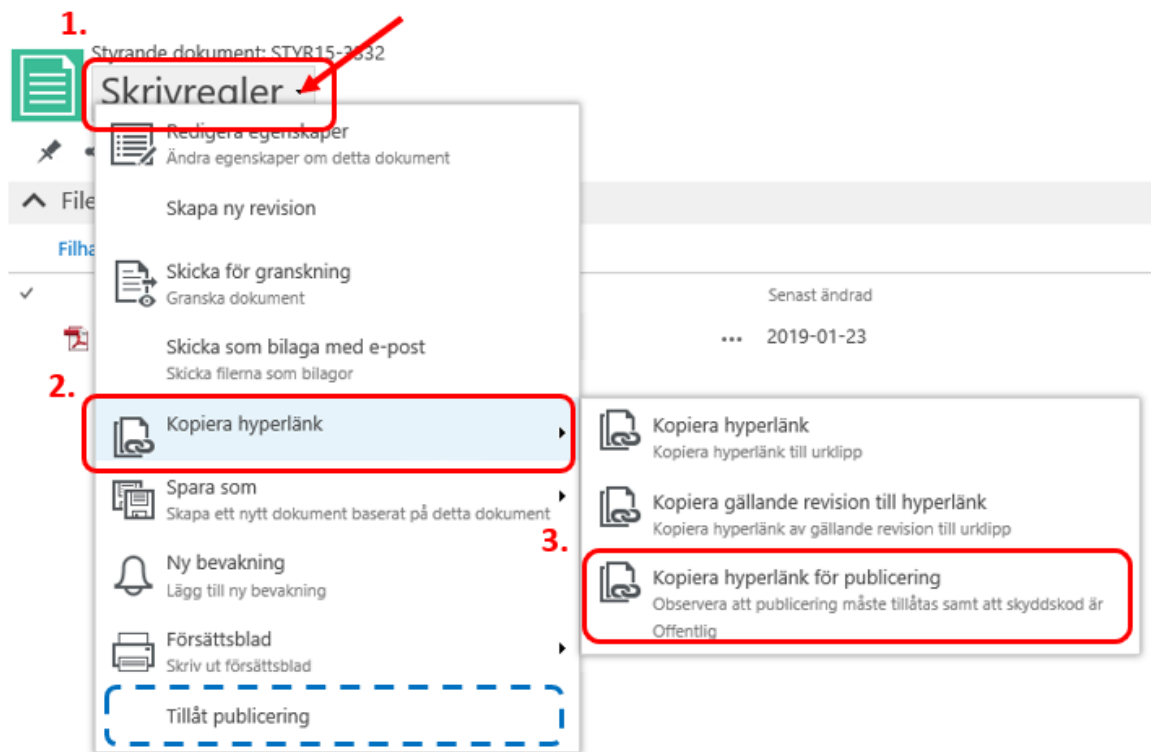 1.
Styrande dokument: STYR15-3332
Skrivregler
Redigera egenskaper
Ändra egenskaper om detta dokument
File
Skapa ny revision
Filha
Skicka för granskning
Granska dokument
Senast ändrad
Skicka som bilaga med e-post
Skicka filerna som bilagor
... 2019-01-23
2.
Kopiera hyperlänk
Kopiera hyperlänk
Kopiera hyperlänk till urklipp
Spara som
Skapa ett nytt dokument baserat på detta dokument
Kopiera gällande revision till hyperlänk
Kopiera hyperlänk av gällande revision till urklipp
3.
Ny bevakning
Lägg till ny bevakning
Kopiera hyperlänk för publicering
Observera att publicering måste tillåtas samt att skyddskod är
Offentlig
Försättsblad
Skriv ut försättsblad
Tillåt publicering